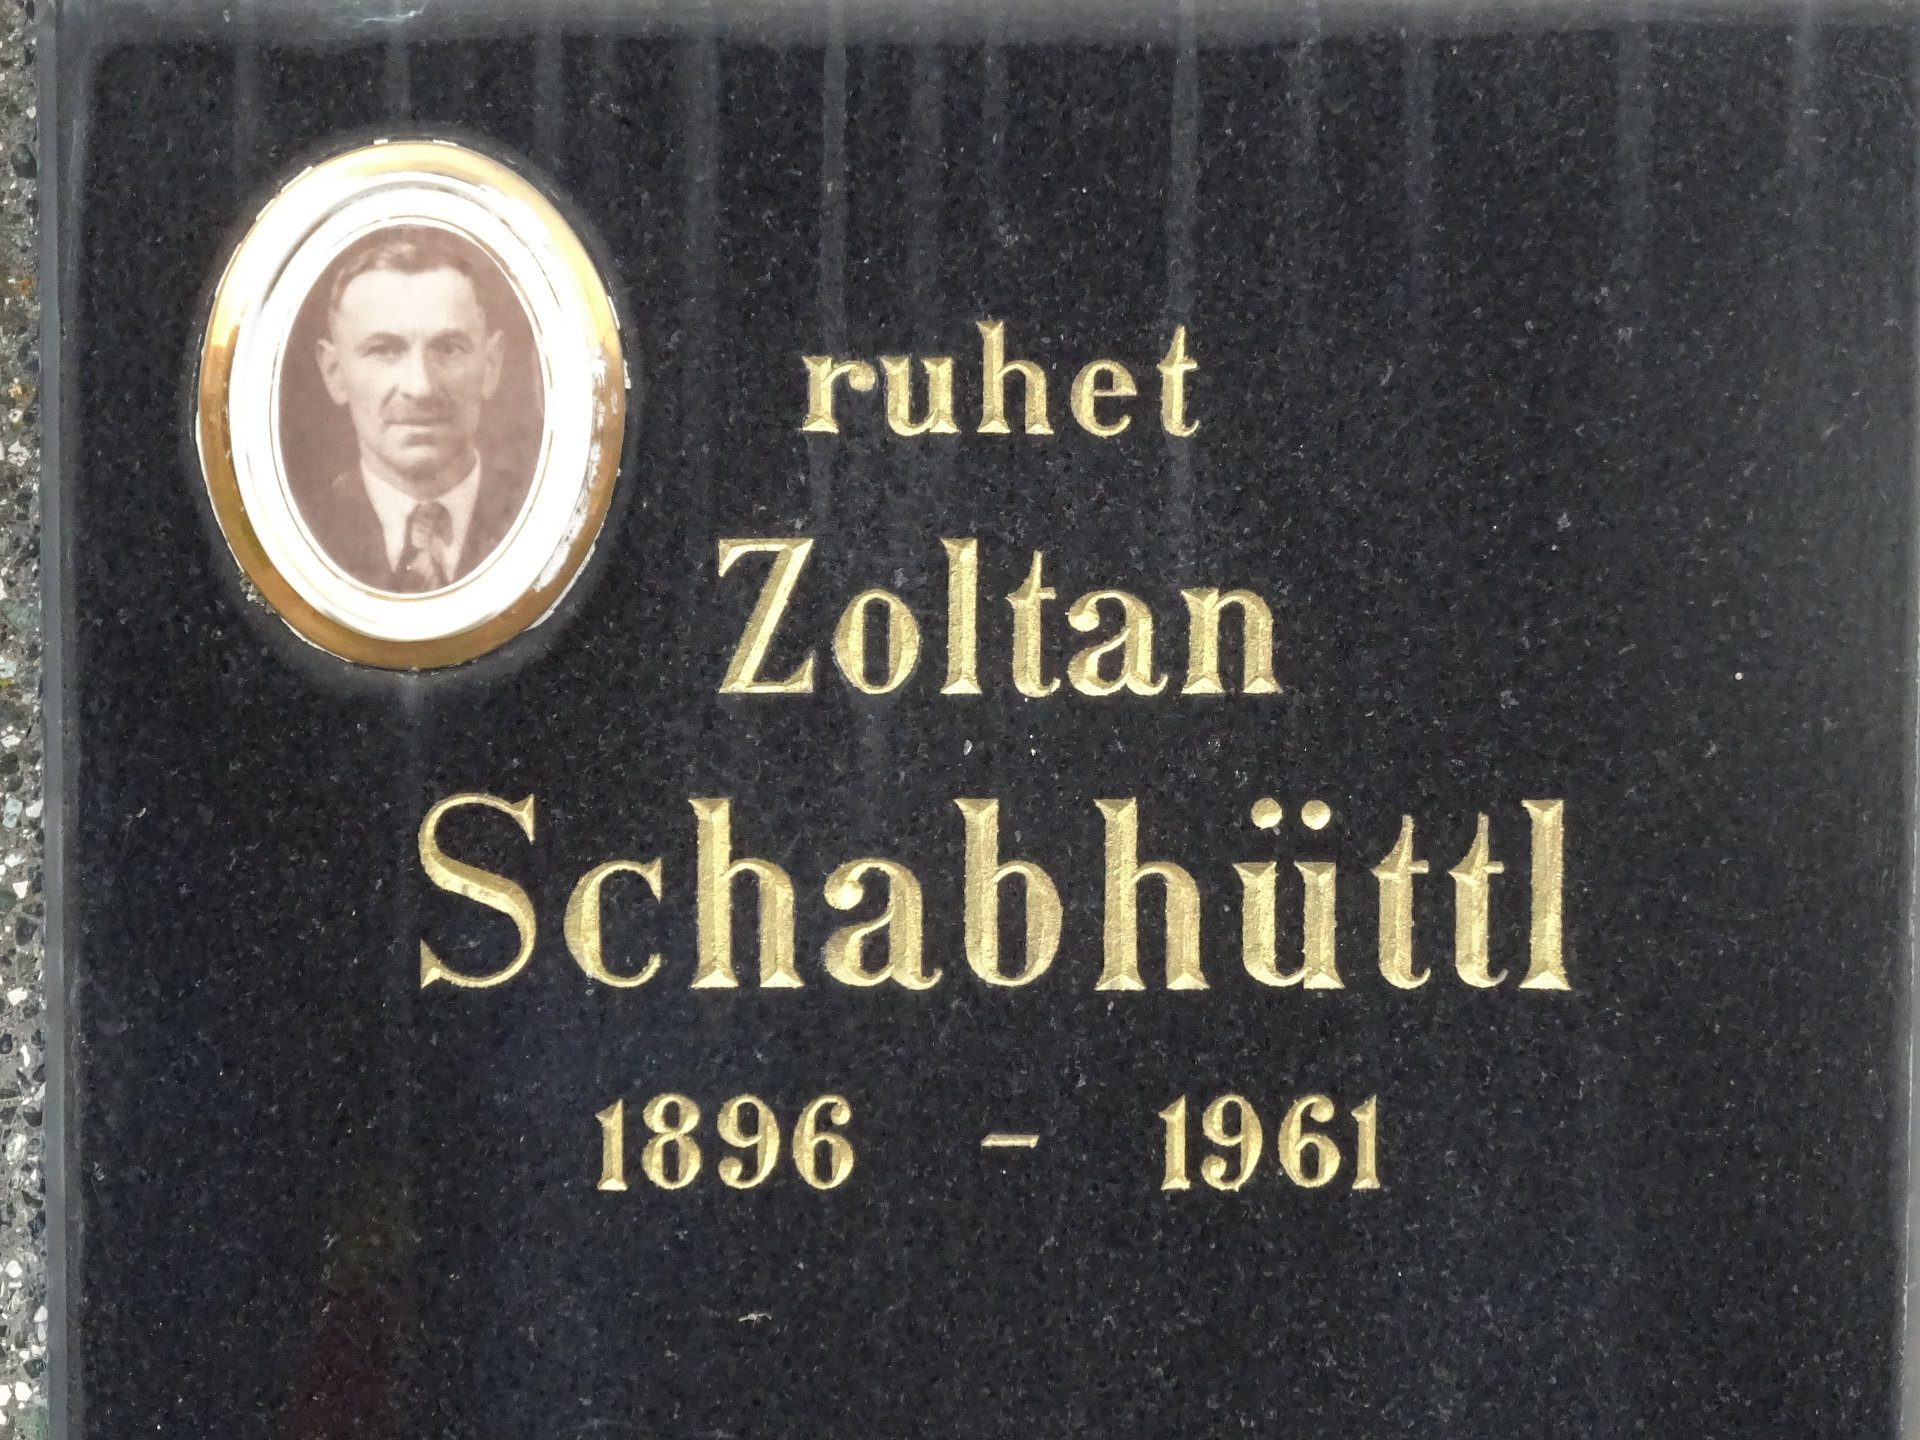 ruhet
Zoltan
Schabhüttl
1896 - 1961